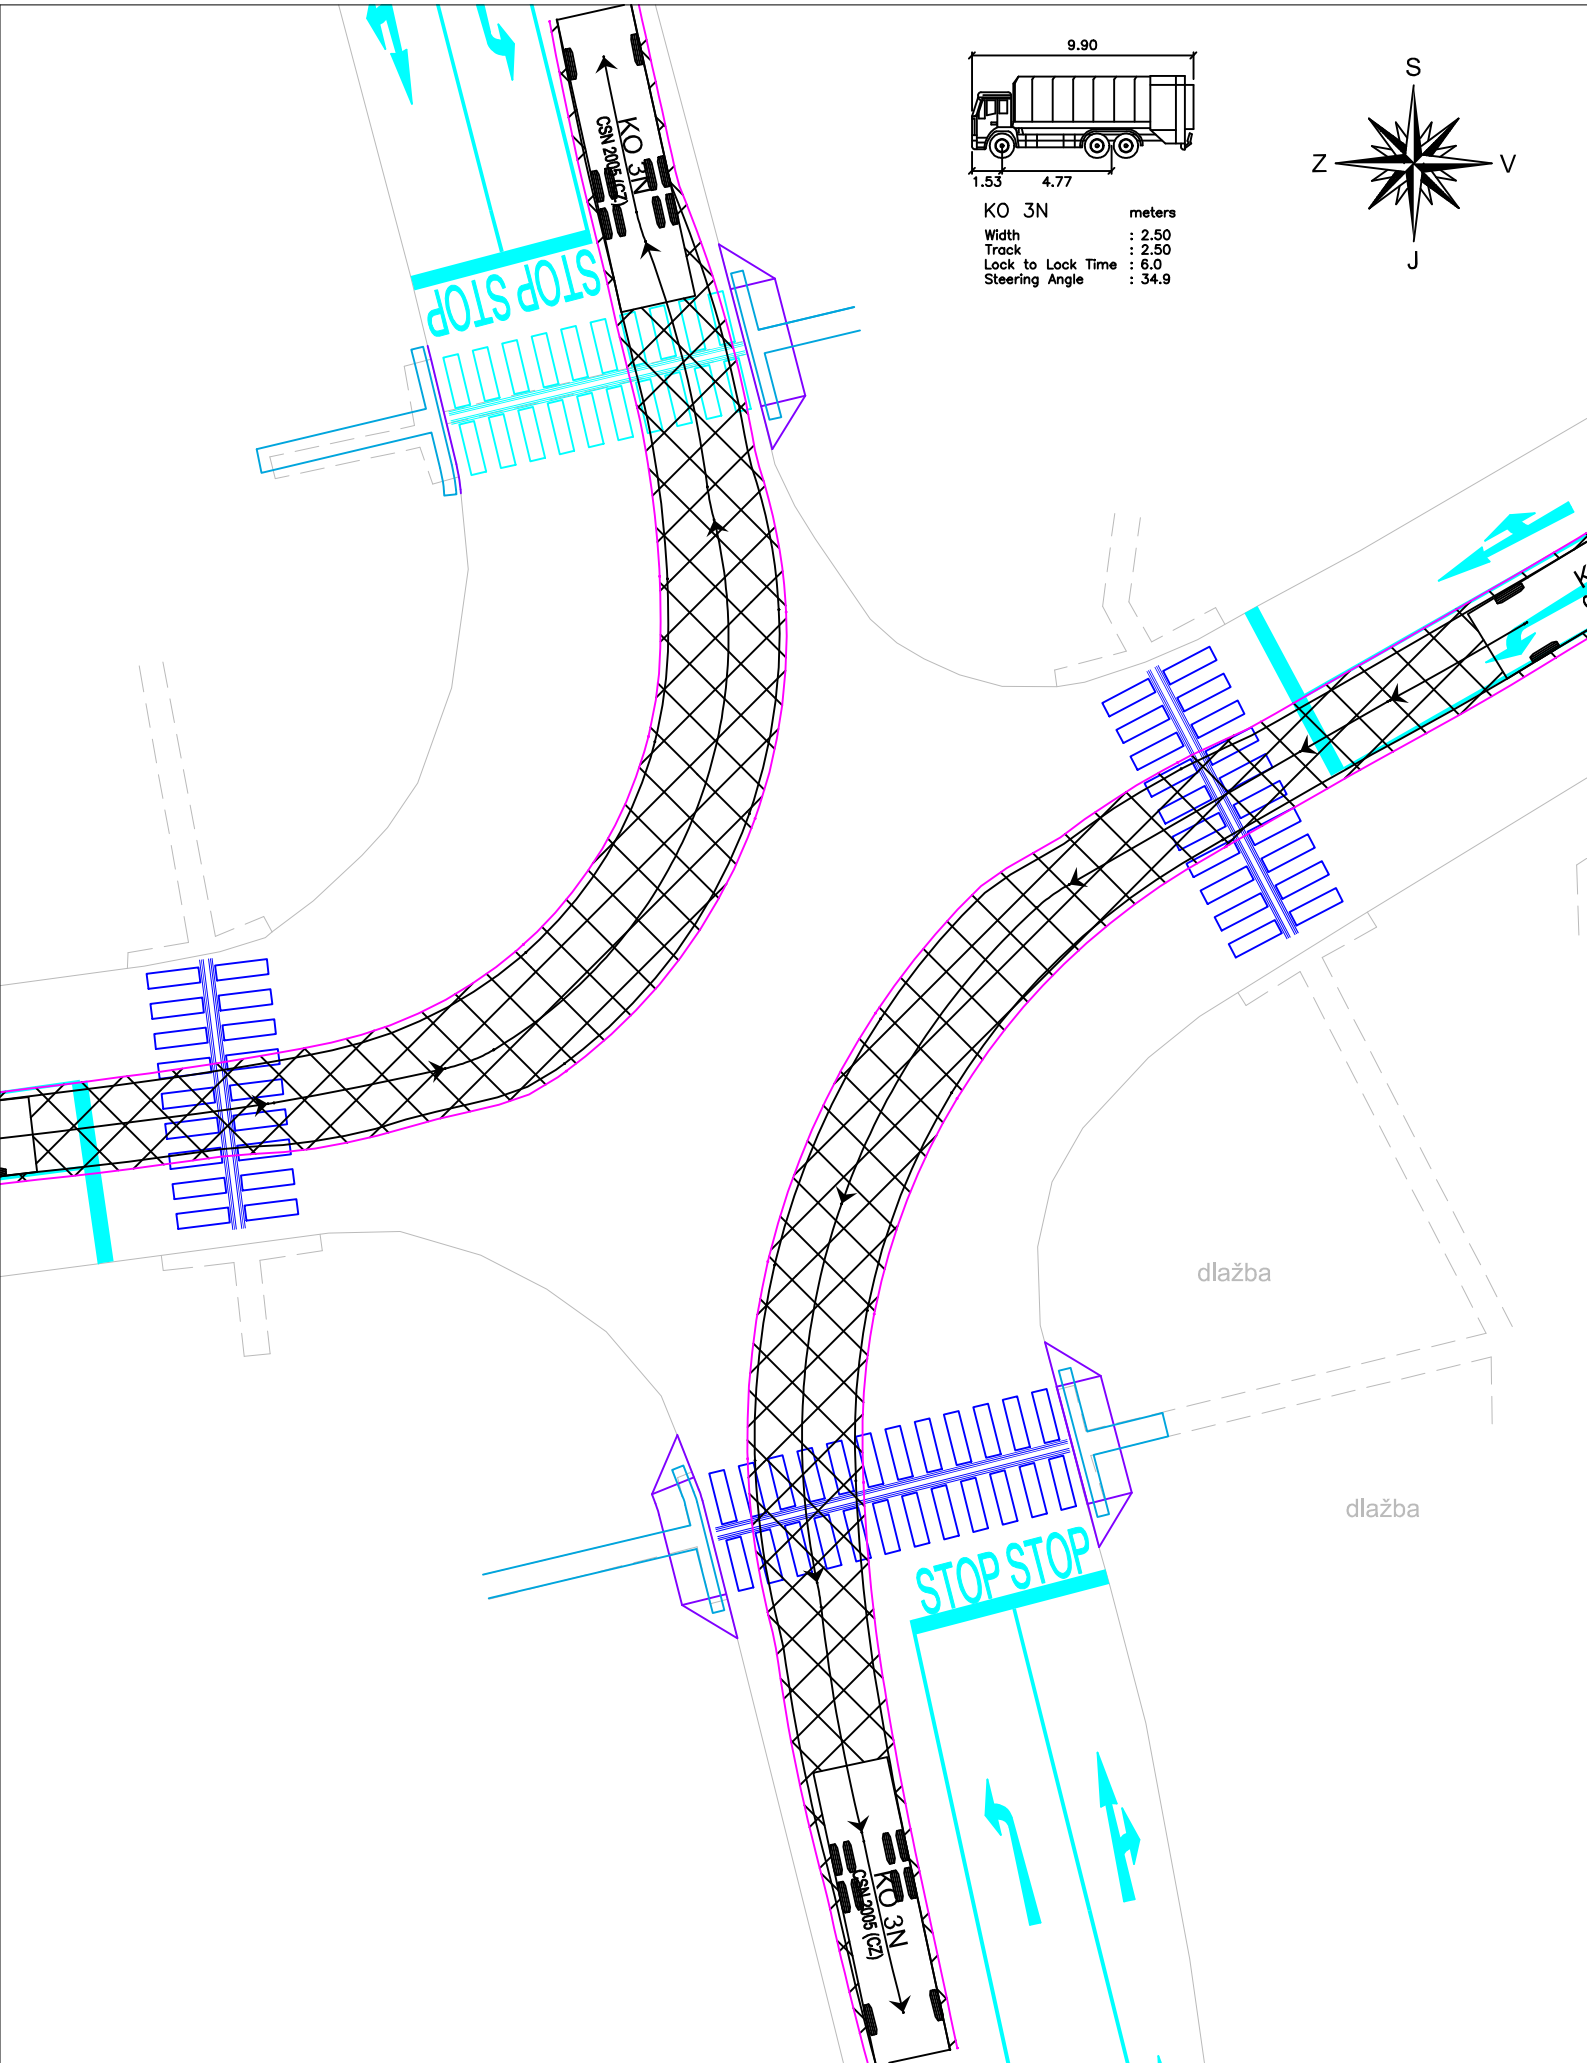 9.90
1.53 4.77
KO 3N meters
Width : 2.50
Track : 2.50
Lock to Lock Time : 6.0
Steering Angle : 34.9
S
Z V
J
KO 3N
CSN 2005 (CZ)
STOP STOP
dlažba
dlažba
STOP STOP
KO 3N
CSN 2005 (CZ)